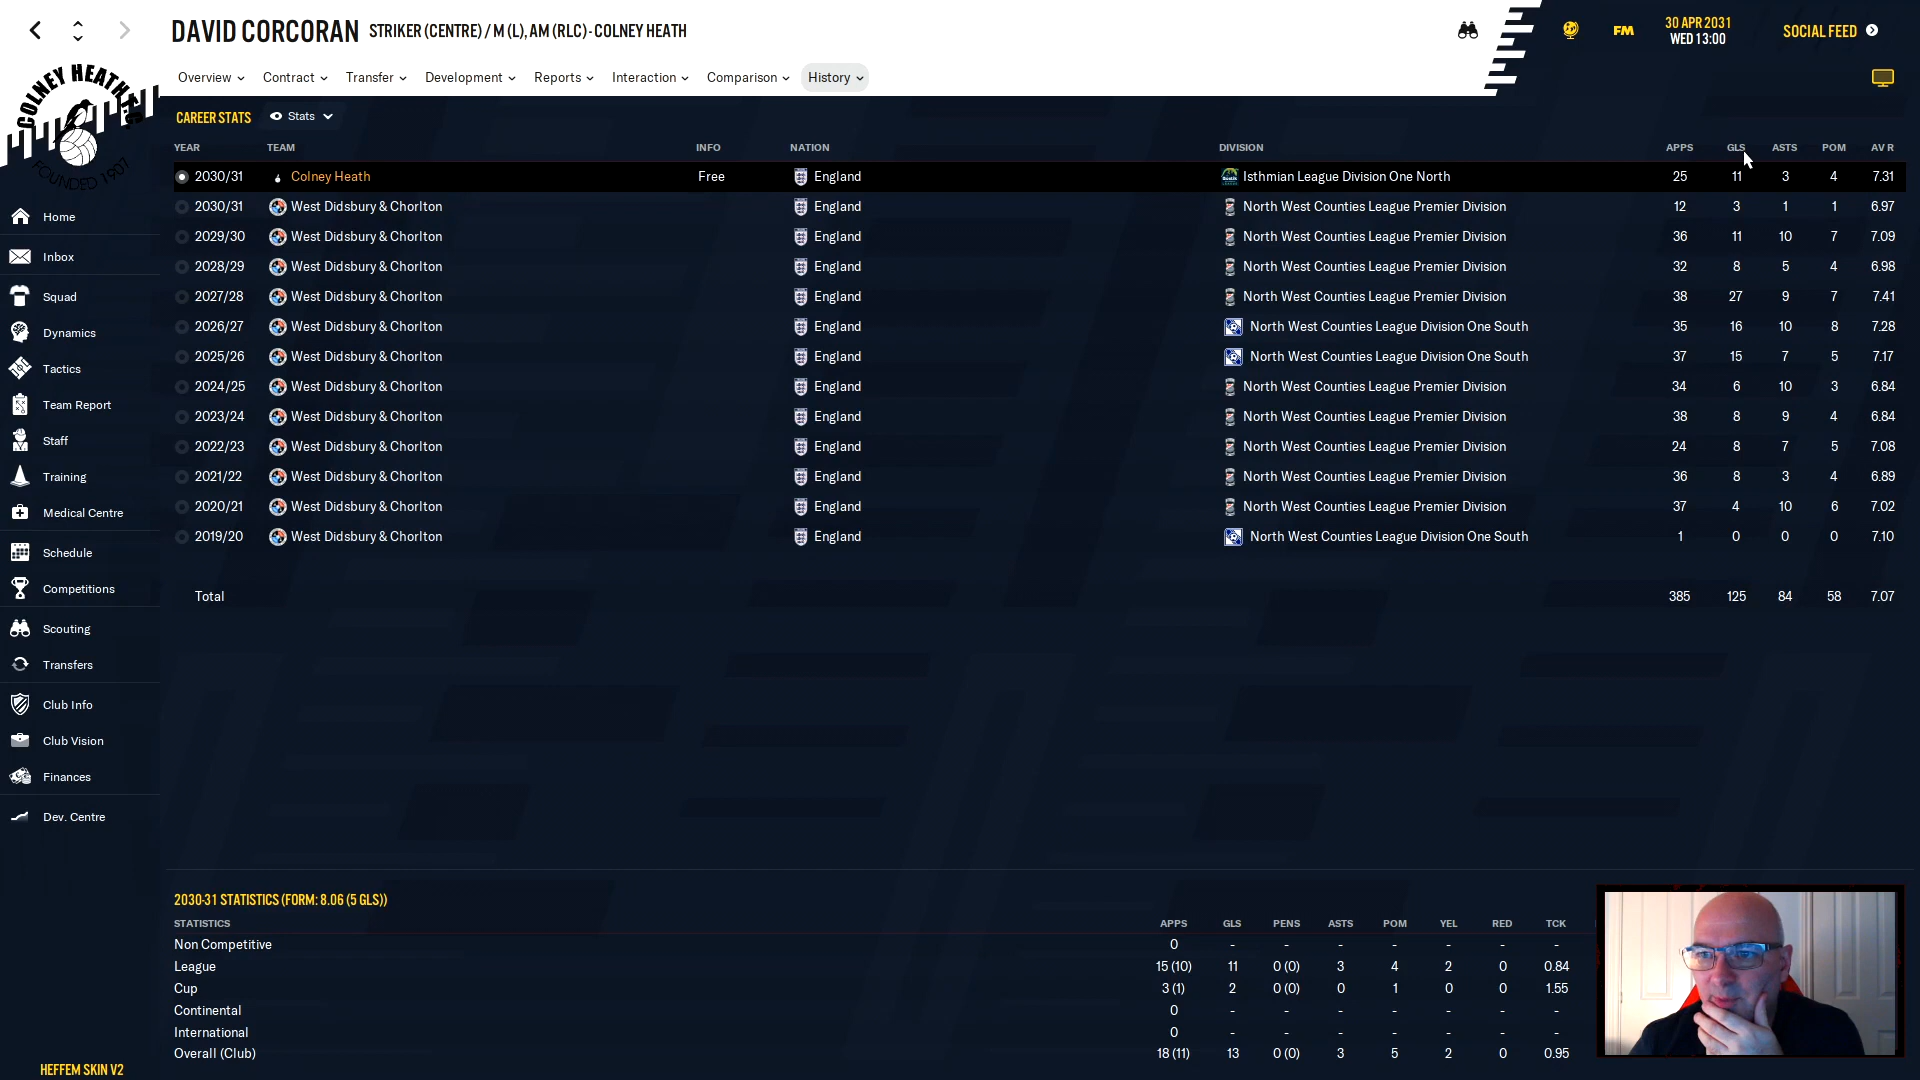 DAVID CORCORAN STRIKER (CENTRE) / M (L), AM (RLC) - COLNEY HEATH
FM
30 APR 2031
WED 13:00
SOCIAL FEED
Overview Contract Transfer Development Reports Interaction Comparison History
COLNEY HEATH
FOUNDED 1907
CAREER STATS Stats
YEAR TEAM INFO NATION DIVISION APPS GLS ASTS POM AV R
2030/31 Colney Heath Free England Isthmian League Division One North 25 11 3 4 7.31
2030/31 West Didsbury & Chorlton England North West Counties League Premier Division 12 3 1 1 6.97
2029/30 West Didsbury & Chorlton England North West Counties League Premier Division 36 11 10 7 7.09
2028/29 West Didsbury & Chorlton England North West Counties League Premier Division 32 8 5 4 6.98
2027/28 West Didsbury & Chorlton England North West Counties League Premier Division 38 27 9 7 7.41
2026/27 West Didsbury & Chorlton England North West Counties League Division One South 35 16 10 8 7.28
2025/26 West Didsbury & Chorlton England North West Counties League Division One South 37 15 7 5 7.17
2024/25 West Didsbury & Chorlton England North West Counties League Premier Division 34 6 10 3 6.84
2023/24 West Didsbury & Chorlton England North West Counties League Premier Division 38 8 9 4 6.84
2022/23 West Didsbury & Chorlton England North West Counties League Premier Division 24 8 7 5 7.08
2021/22 West Didsbury & Chorlton England North West Counties League Premier Division 36 8 3 4 6.89
2020/21 West Didsbury & Chorlton England North West Counties League Premier Division 37 4 10 6 7.02
2019/20 West Didsbury & Chorlton England North West Counties League Division One South 1 0 0 0 7.10
Total 385 125 84 58 7.07
Home
Inbox
Squad
Dynamics
Tactics
Team Report
Staff
Training
Medical Centre
Schedule
Competitions
Scouting
Transfers
Club Info
Club Vision
Finances
Dev. Centre
HEFFEM SKIN V2
2030-31 STATISTICS (FORM: 8.06 (5 GLS))
STATISTICS APPS GLS PENS ASTS POM YEL RED TCK
Non Competitive 0 - - - - - - -
League 15 (10) 11 0 (0) 3 4 2 0 0.84
Cup 3 (1) 2 0 (0) 0 1 0 0 1.55
Continental 0 - - - - - - -
International 0 - - - - - - -
Overall (Club) 18 (11) 13 0 (0) 3 5 2 0 0.95